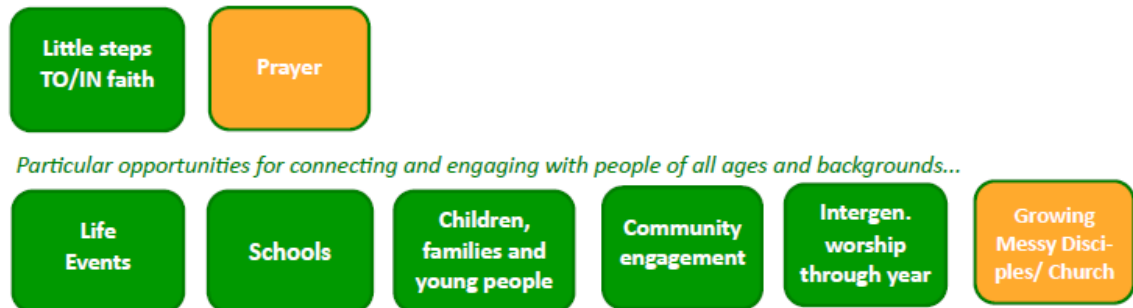 Little steps
TO/IN faith
Prayer
Particular opportunities for connecting and engaging with people of all ages and backgrounds...
Life
Events
Schools
Children,
families and
young people
Community
engagement
Intergen.
worship
through year
Growing
Messy Disci-
ples/ Church